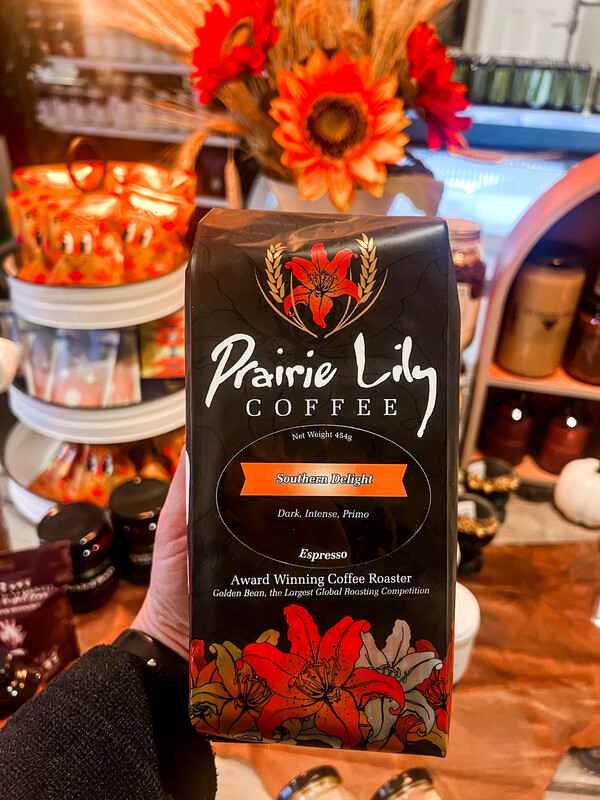 Prairie Lily
COFFEE
Net Weight 454g
Southern Delight
Dark, Intense, Primo
Espresso
Award Winning Coffee Roaster
Golden Bean, the Largest Global Roasting Competition